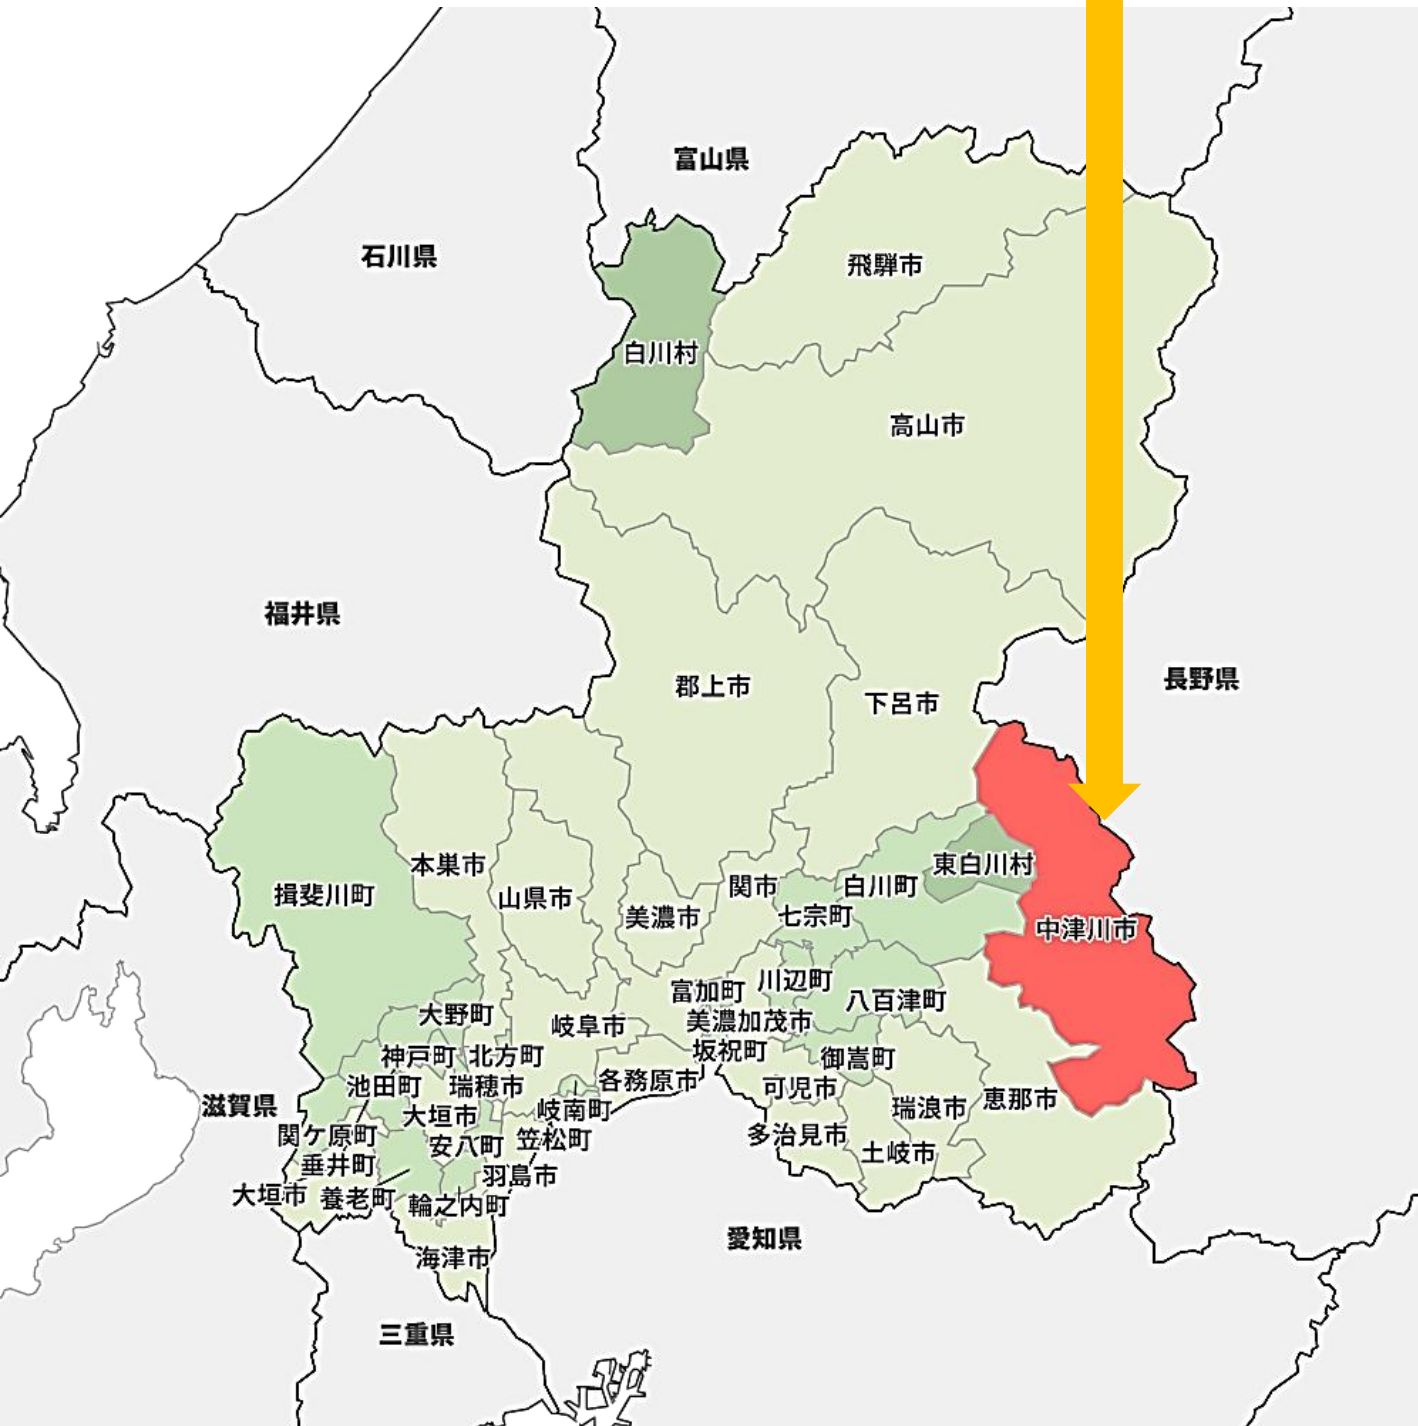 富山県
石川県
飛騨市
白川村
高山市
福井県
長野県
郡上市
下呂市
本巣市
東白川村
揖斐川町
山県市
関市
白川町
美濃市
七宗町
中津川市
川辺町
富加町
八百津町
大野町
岐阜市
美濃加茂市
神戸町
北方町
坂祝町
御嵩町
池田町
瑞穂市
各務原市
可児市
恵那市
滋賀県
大垣市
岐南町
瑞浪市
関ケ原町
安八町
笠松町
多治見市
土岐市
垂井町
羽島市
大垣市
養老町
輪之内町
愛知県
海津市
三重県